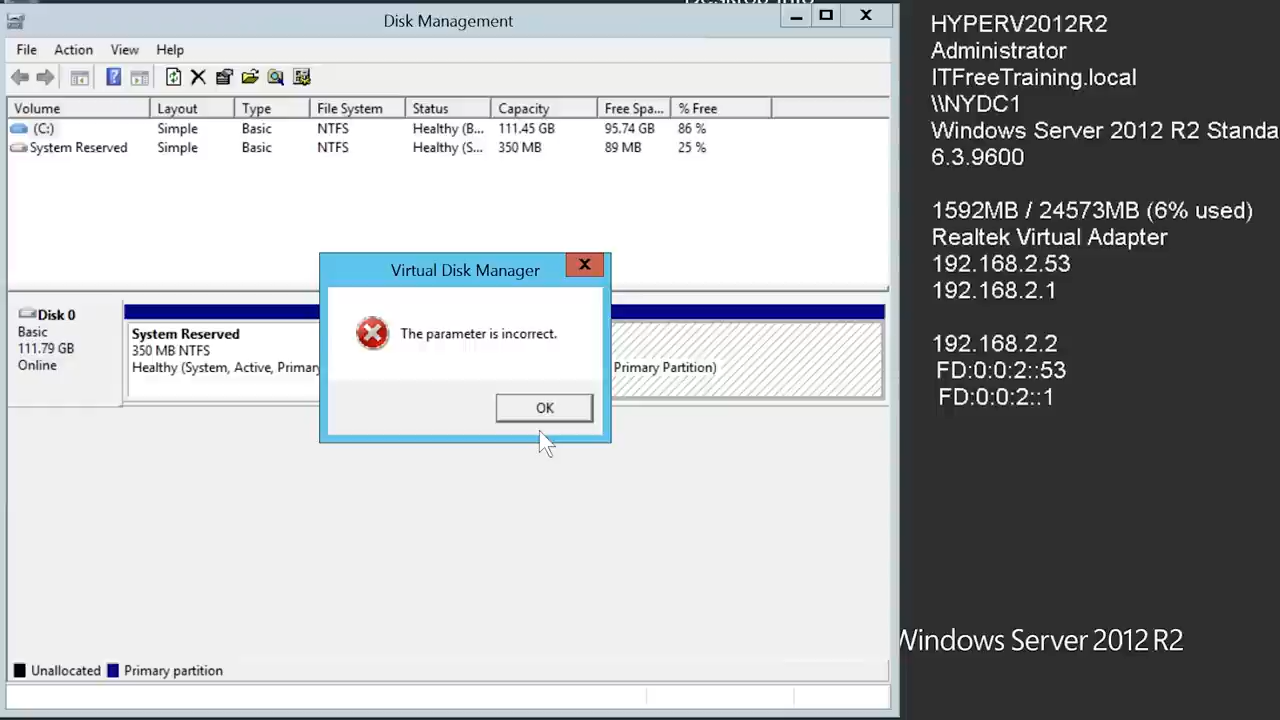 Disk Management
File Action View Help
Volume Layout Type File System Status Capacity Free Spa... % Free
(C:) Simple Basic NTFS Healthy (B... 111.45 GB 95.74 GB 86 %
System Reserved Simple Basic NTFS Healthy (S... 350 MB 89 MB 25 %
Virtual Disk Manager
The parameter is incorrect.
OK
Disk 0
Basic
111.79 GB
Online
System Reserved
350 MB NTFS
Healthy (System, Active, Primary
Primary Partition)
Unallocated Primary partition
HYPERV2012R2
Administrator
ITFreeTraining.local
\\NYDC1
Windows Server 2012 R2 Standa
6.3.9600
1592MB / 24573MB (6% used)
Realtek Virtual Adapter
192.168.2.53
192.168.2.1
192.168.2.2
FD:0:0:2::53
FD:0:0:2::1
Windows Server 2012 R2